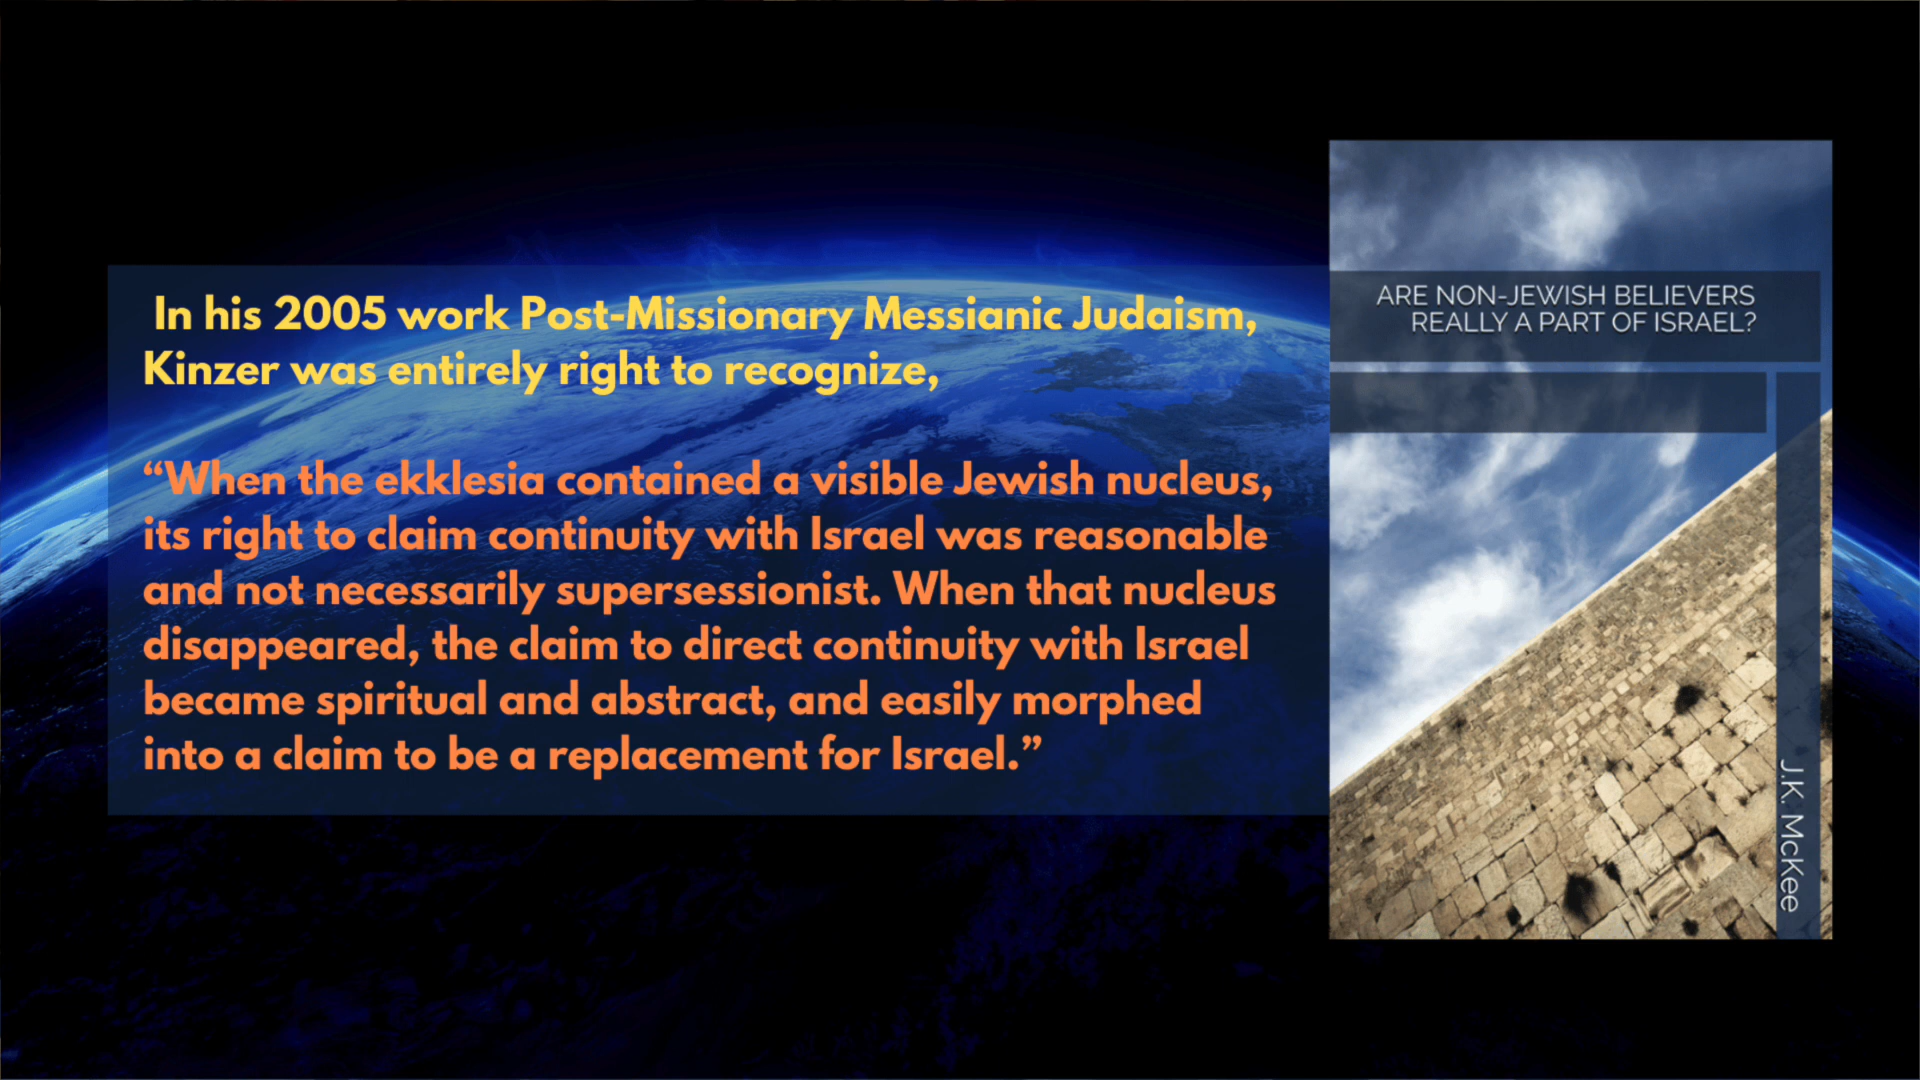 In his 2005 work Post-Missionary Messianic Judaism,
Kinzer was entirely right to recognize,
“When the ekklesia contained a visible Jewish nucleus,
its right to claim continuity with Israel was reasonable
and not necessarily supersessionist. When that nucleus
disappeared, the claim to direct continuity with Israel
became spiritual and abstract, and easily morphed
into a claim to be a replacement for Israel.”
ARE NON-JEWISH BELIEVERS
REALLY A PART OF ISRAEL?
J.K. McKee